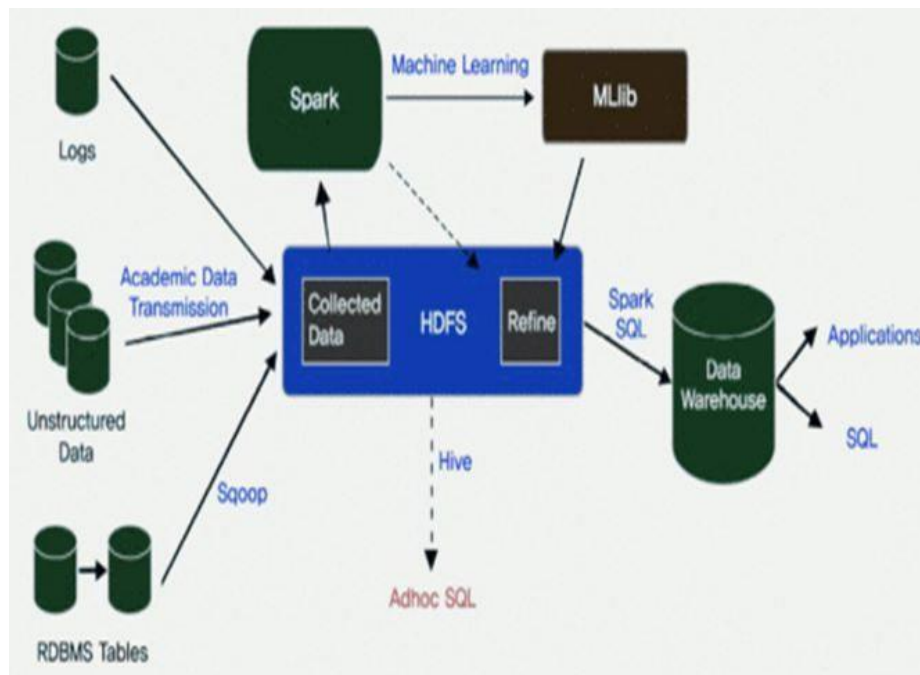 Logs
Spark
Machine Learning
MLlib
Academic Data
Transmission
Unstructured
Data
Collected
Data
HDFS
Refine
Spark
SQL
Data
Warehouse
Applications
SQL
Sqoop
Hive
RDBMS Tables
Adhoc SQL